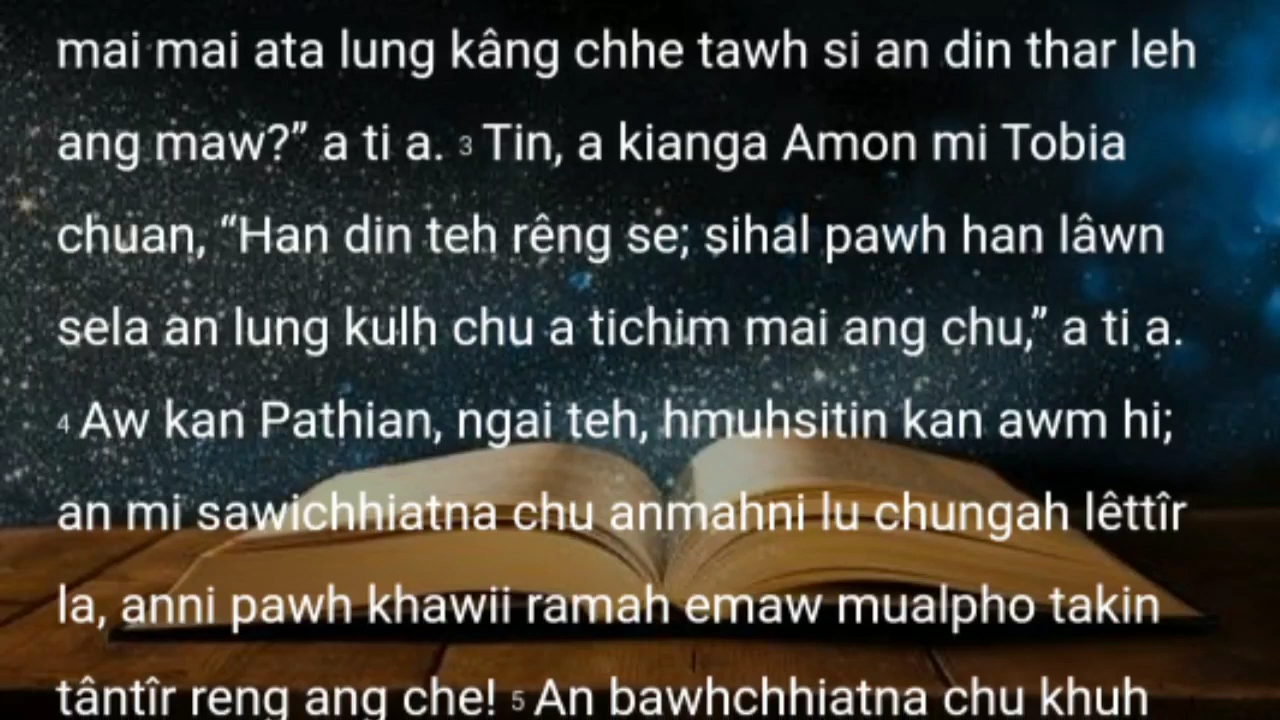 mai mai ata lung kâng chhe tawh si an din thar leh
ang maw?” a ti a. 3 Tin, a kianga Amon mi Tobia
chuan, “Han din teh rêng se; sihal pawh han lâwn
sela an lung kulh chu a tichim mai ang chu,” a ti a.
4 Aw kan Pathian, ngai teh, hmuhsitin kan awm hi;
an mi sawichhhiatna chu anmahni lu chungah lêttîr
la, anni pawh khawii ramah emaw mualpho takin
tântîr reng ang che! 5 An bawhchhhiatna chu khuh